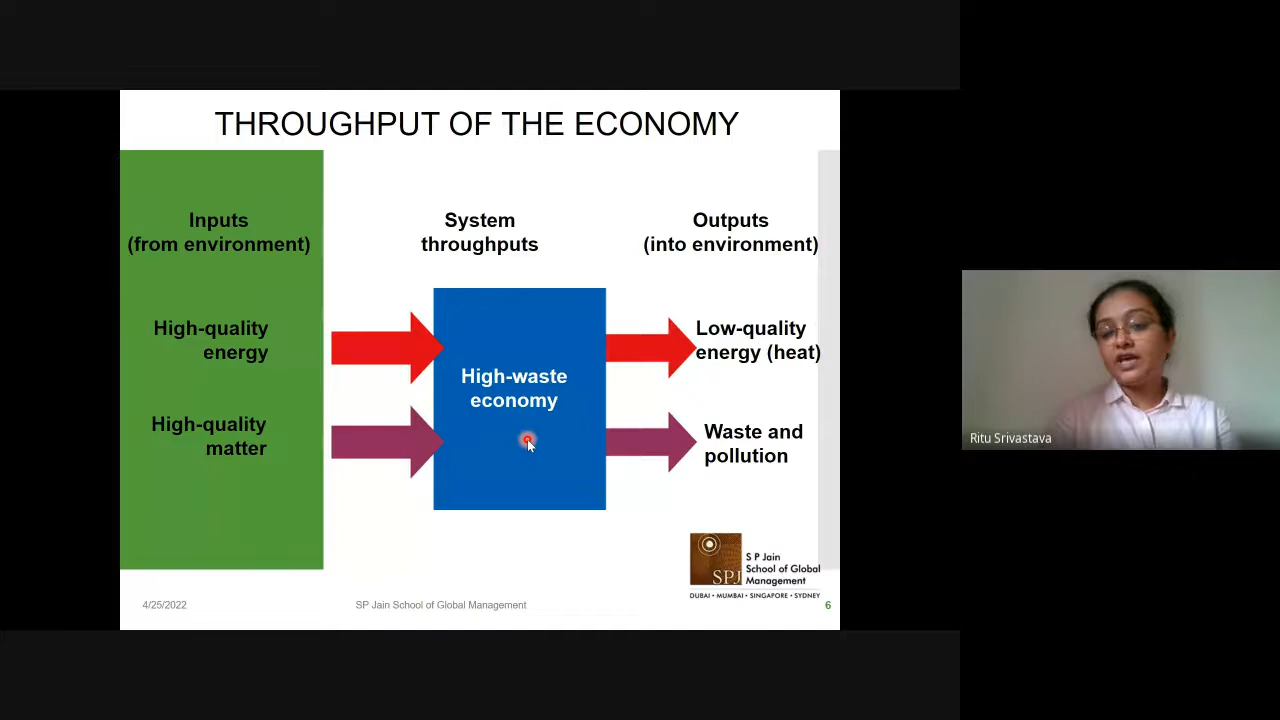 THROUGHPUT OF THE ECONOMY
Inputs
(from environment)
System
throughputs
Outputs
(into environment)
High-quality
energy
Low-quality
energy (heat)
High-waste
economy
High-quality
matter
Waste and
pollution
SPJ
S P Jain
School of Global
Management
DUBAI • MUMBAI • SINGAPORE • SYDNEY
4/25/2022
SP Jain School of Global Management
6
Ritu Srivastava